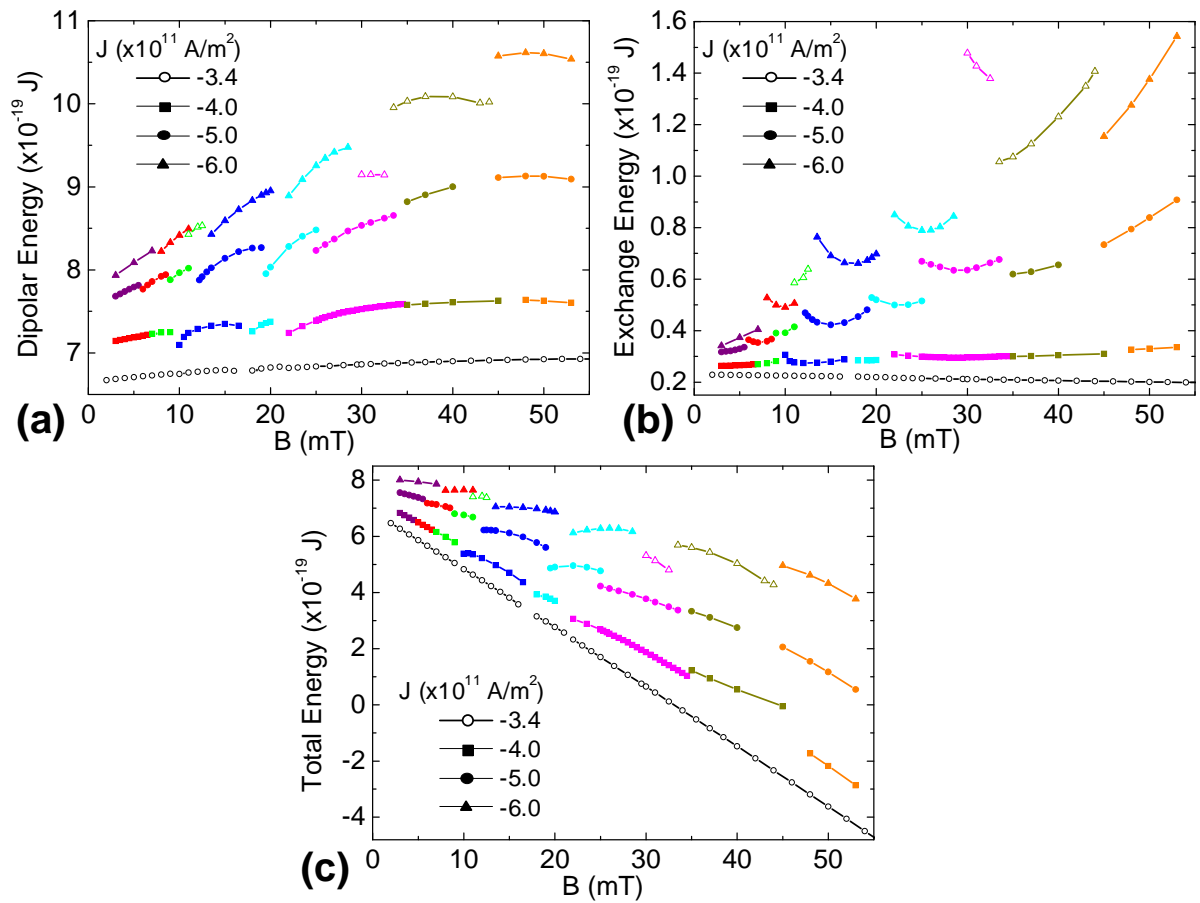 11
10
9
8
7
Dipolar Energy (x10⁻¹⁹ J)
J (x10¹¹ A/m²)
-3.4
-4.0
-5.0
-6.0
0 10 20 30 40 50
B (mT)
(a)
1.6
1.4
1.2
1.0
0.8
0.6
0.4
0.2
Exchange Energy (x10⁻¹⁹ J)
J (x10¹¹ A/m²)
-3.4
-4.0
-5.0
-6.0
0 10 20 30 40 50
B (mT)
(b)
8
6
4
2
0
-2
-4
Total Energy (x10⁻¹⁹ J)
J (x10¹¹ A/m²)
-3.4
-4.0
-5.0
-6.0
0 10 20 30 40 50
B (mT)
(c)